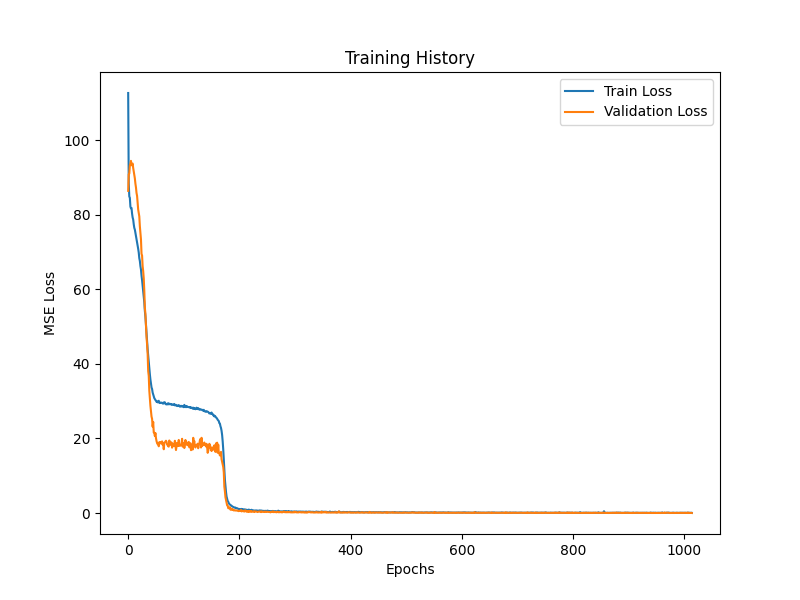 Training History
Train Loss
Validation Loss
MSE Loss
100
80
60
40
20
0
0 200 400 600 800 1000
Epochs